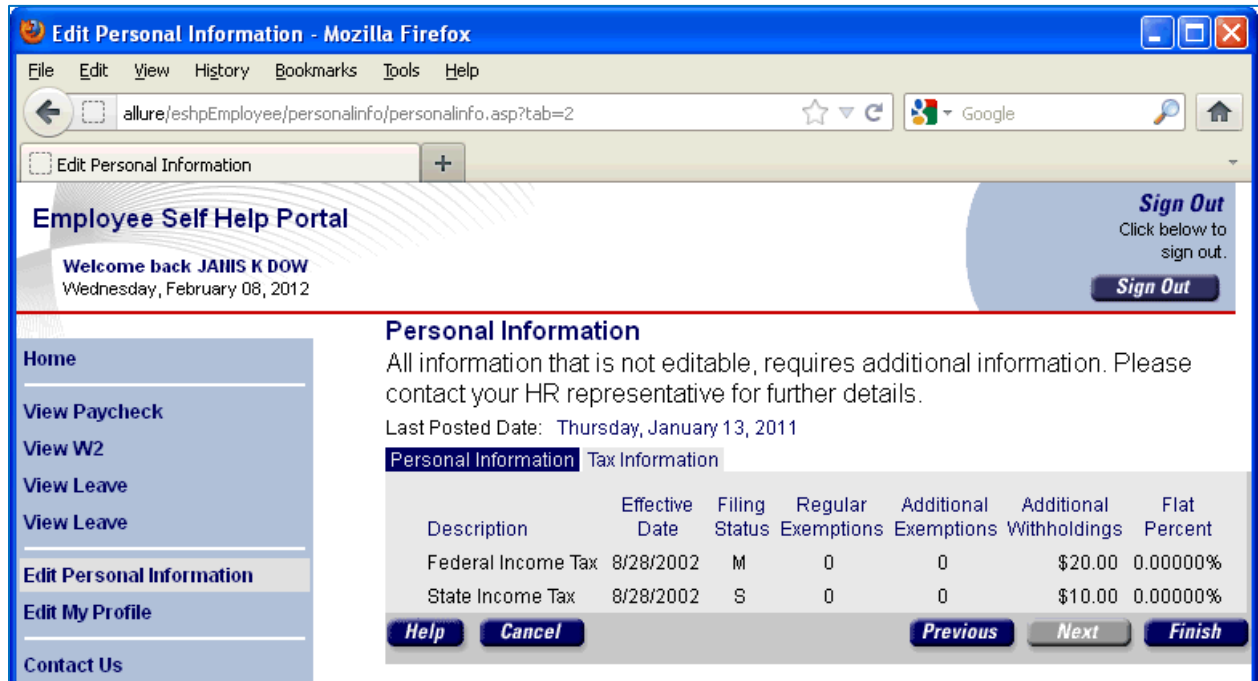 Edit Personal Information - Mozilla Firefox
File Edit View History Bookmarks Tools Help
allure/eshpEmployee/personalinfo/personalinfo.asp?tab=2
Google
Edit Personal Information
+
Employee Self Help Portal
Welcome back JANIS K DOW
Wednesday, February 08, 2012
Sign Out
Click below to
sign out.
Sign Out
Home
View Paycheck
View W2
View Leave
View Leave
Edit Personal Information
Edit My Profile
Contact Us
Personal Information
All information that is not editable, requires additional information. Please
contact your HR representative for further details.
Last Posted Date: Thursday, January 13, 2011
Personal Information Tax Information
Effective Filing Regular Additional Additional Flat
Description Date Status Exemptions Exemptions Withholdings Percent
Federal Income Tax 8/28/2002 M 0 0 $20.00 0.00000%
State Income Tax 8/28/2002 S 0 0 $10.00 0.00000%
Help Cancel Previous Next Finish